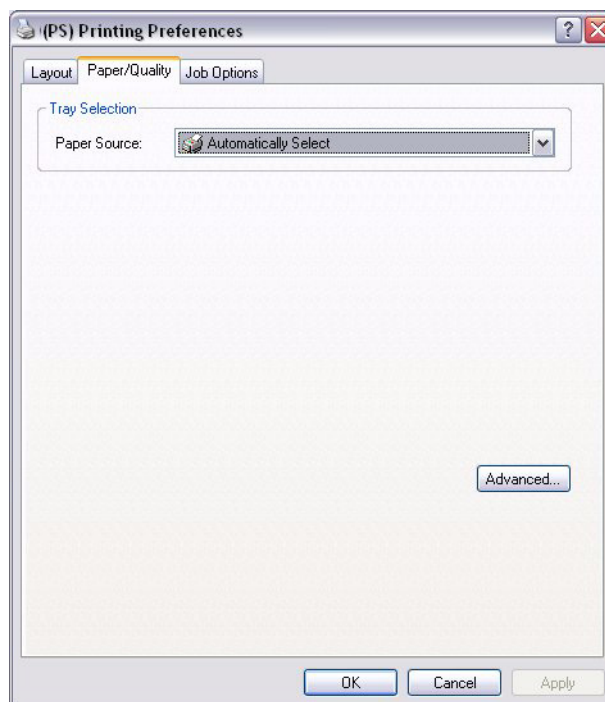 (PS) Printing Preferences
Layout Paper/Quality Job Options
Tray Selection
Paper Source: Automatically Select
Advanced...
OK Cancel Apply